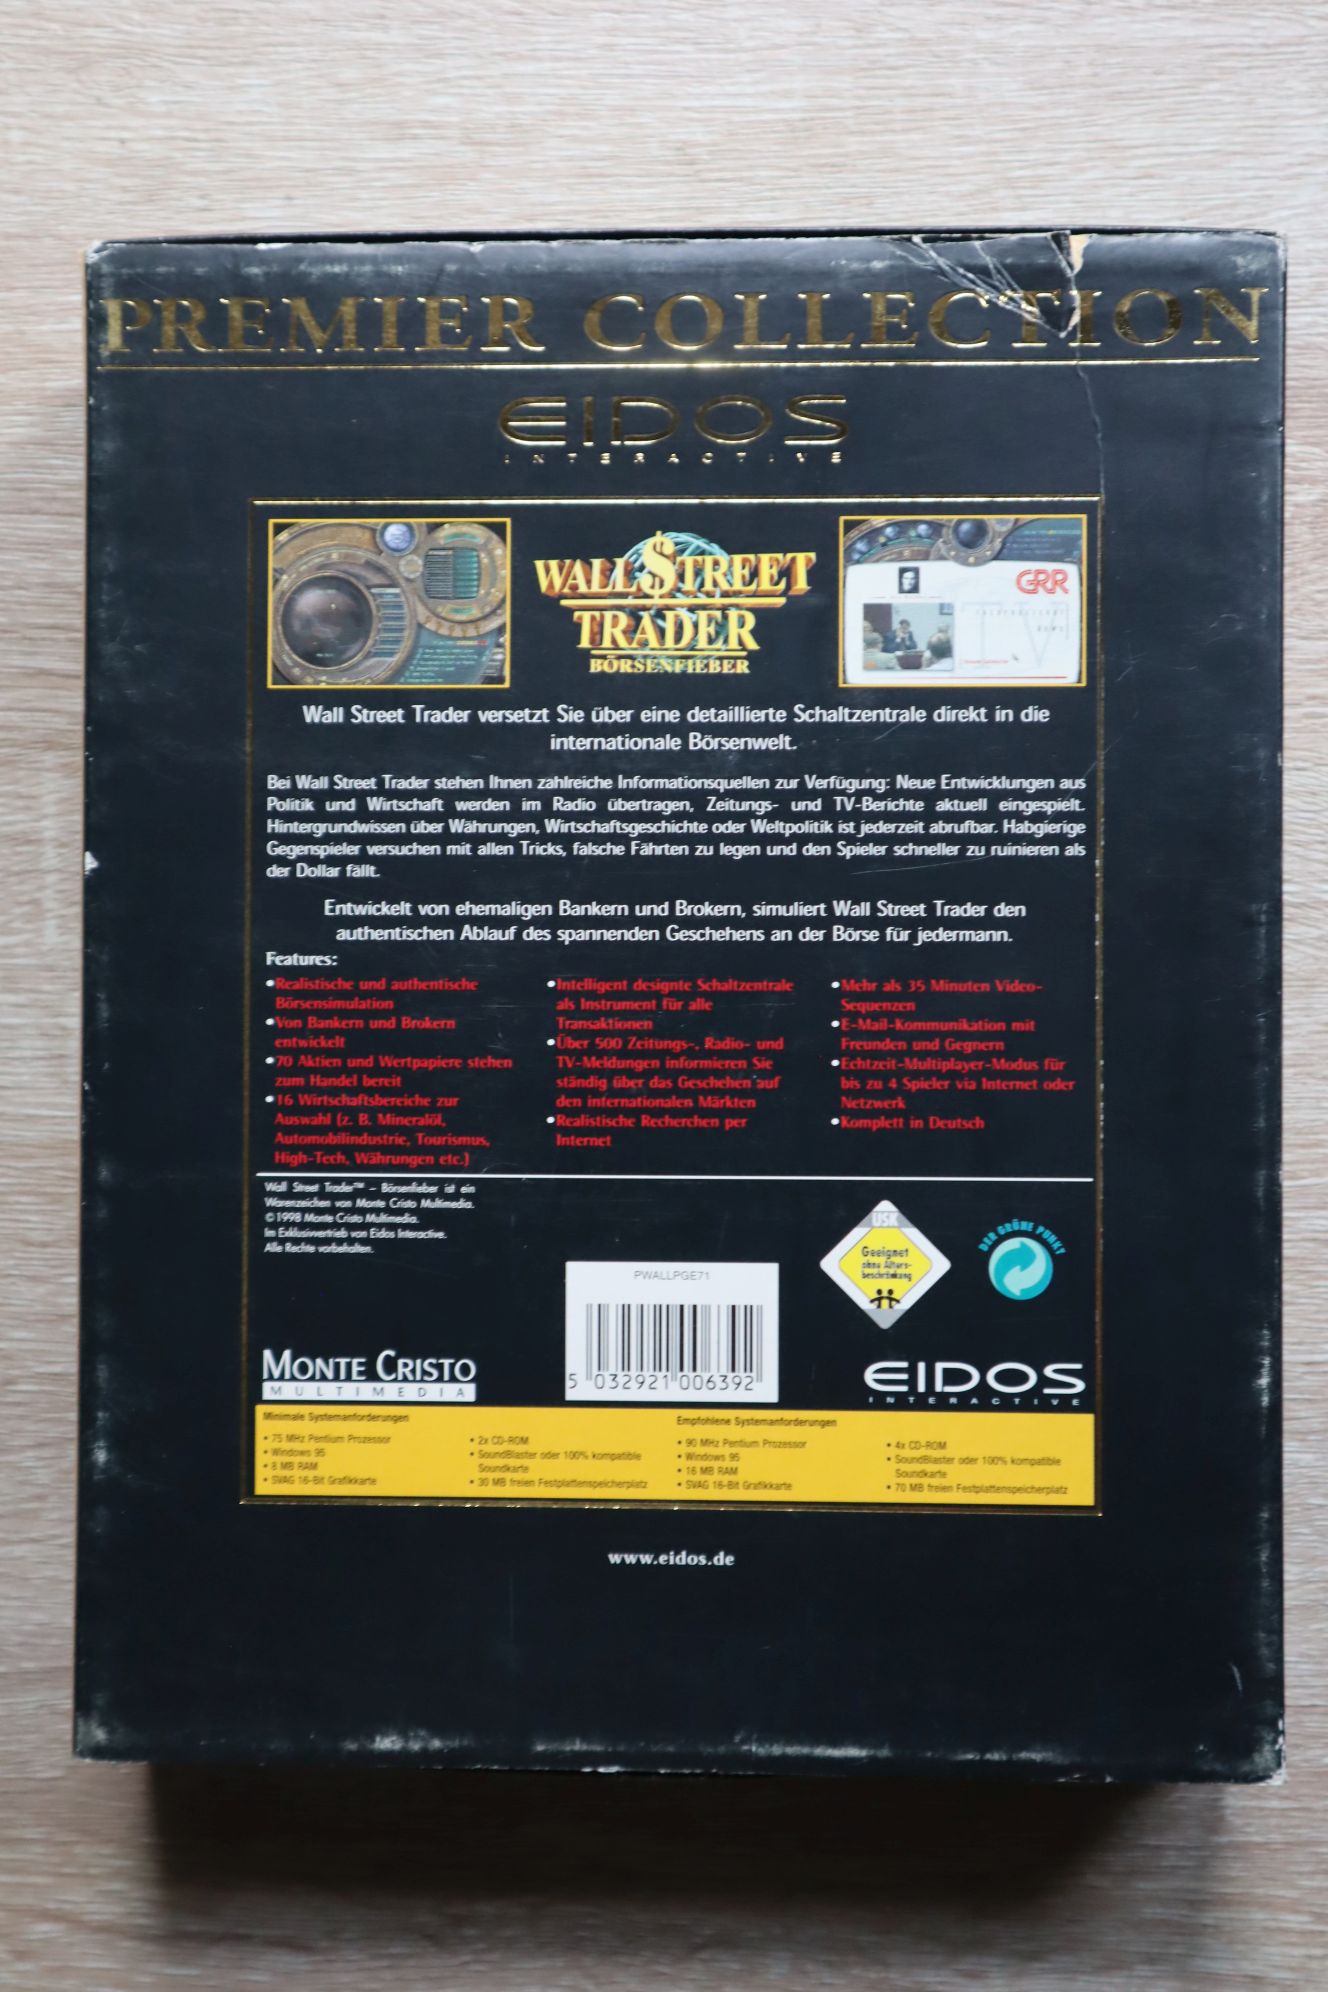 PREMIER COLLECTION
EIDOS
INTERACTIVE
WALL $TREET
TRADER
BÖRSENFIEBER
GRR
Wall Street Trader versetzt Sie über eine detaillierte Schaltzentrale direkt in die
internationale Börsenwelt.
Bei Wall Street Trader stehen Ihnen zahlreiche Informationsquellen zur Verfügung: Neue Entwicklungen aus
Politik und Wirtschaft werden im Radio übertragen, Zeitungs- und TV-Berichte aktuell eingespielt.
Hintergrundwissen über Währungen, Wirtschaftsgeschichte oder Weltpolitik ist jederzeit abrufbar. Habgierige
Gegenspieler versuchen mit allen Tricks, falsche Fährten zu legen und den Spieler schneller zu ruinieren als
der Dollar fällt.
Entwickelt von ehemaligen Bankern und Brokern, simuliert Wall Street Trader den
authentischen Ablauf des spannenden Geschehens an der Börse für jedermann.
Features:
•Realistische und authentische
Börsensimulation
•Von Bankern und Brokern
entwickelt
•70 Aktien und Wertpapiere stehen
zum Handel bereit
•16 Wirtschaftsbereiche zur
Auswahl (z. B. Mineralöl,
Automobilindustrie, Tourismus,
High-Tech, Währungen etc.)
•Intelligent designte Schaltzentrale
als Instrument für alle
Transaktionen
•Über 500 Zeitungs-, Radio- und
TV-Meldungen informieren Sie
ständig über das Geschehen auf
den internationalen Märkten
•Realistische Recherchen per
Internet
•Mehr als 35 Minuten Video-
Sequenzen
•E-Mail-Kommunikation mit
Freunden und Gegnern
•Echtzeit-Multiplayer-Modus für
bis zu 4 Spieler via Internet oder
Netzwerk
•Komplett in Deutsch
Wall Street Trader™ – Börsenfieber ist ein
Warenzeichen von Monte Cristo Multimedia.
©1998 Monte Cristo Multimedia.
Im Exklusivvertrieb von Eidos Interactive.
Alle Rechte vorbehalten.
USK
Geeignet
ohne Alters-
beschränkung
DER GRÜNE PUNKT
PWALLPGE71
5 032921 006392
MONTE CRISTO
MULTIMEDIA
EIDOS
INTERACTIVE
Minimale Systemanforderungen
• 75 MHz Pentium Prozessor
• Windows 95
• 8 MB RAM
• SVAG 16-Bit Grafikkarte
• 2x CD-ROM
• SoundBlaster oder 100% kompatible
Soundkarte
• 30 MB freien Festplattenspeicherplatz
Empfohlene Systemanforderungen
• 90 MHz Pentium Prozessor
• Windows 95
• 16 MB RAM
• SVAG 16-Bit Grafikkarte
• 4x CD-ROM
• SoundBlaster oder 100% kompatible
Soundkarte
• 70 MB freien Festplattenspeicherplatz
www.eidos.de